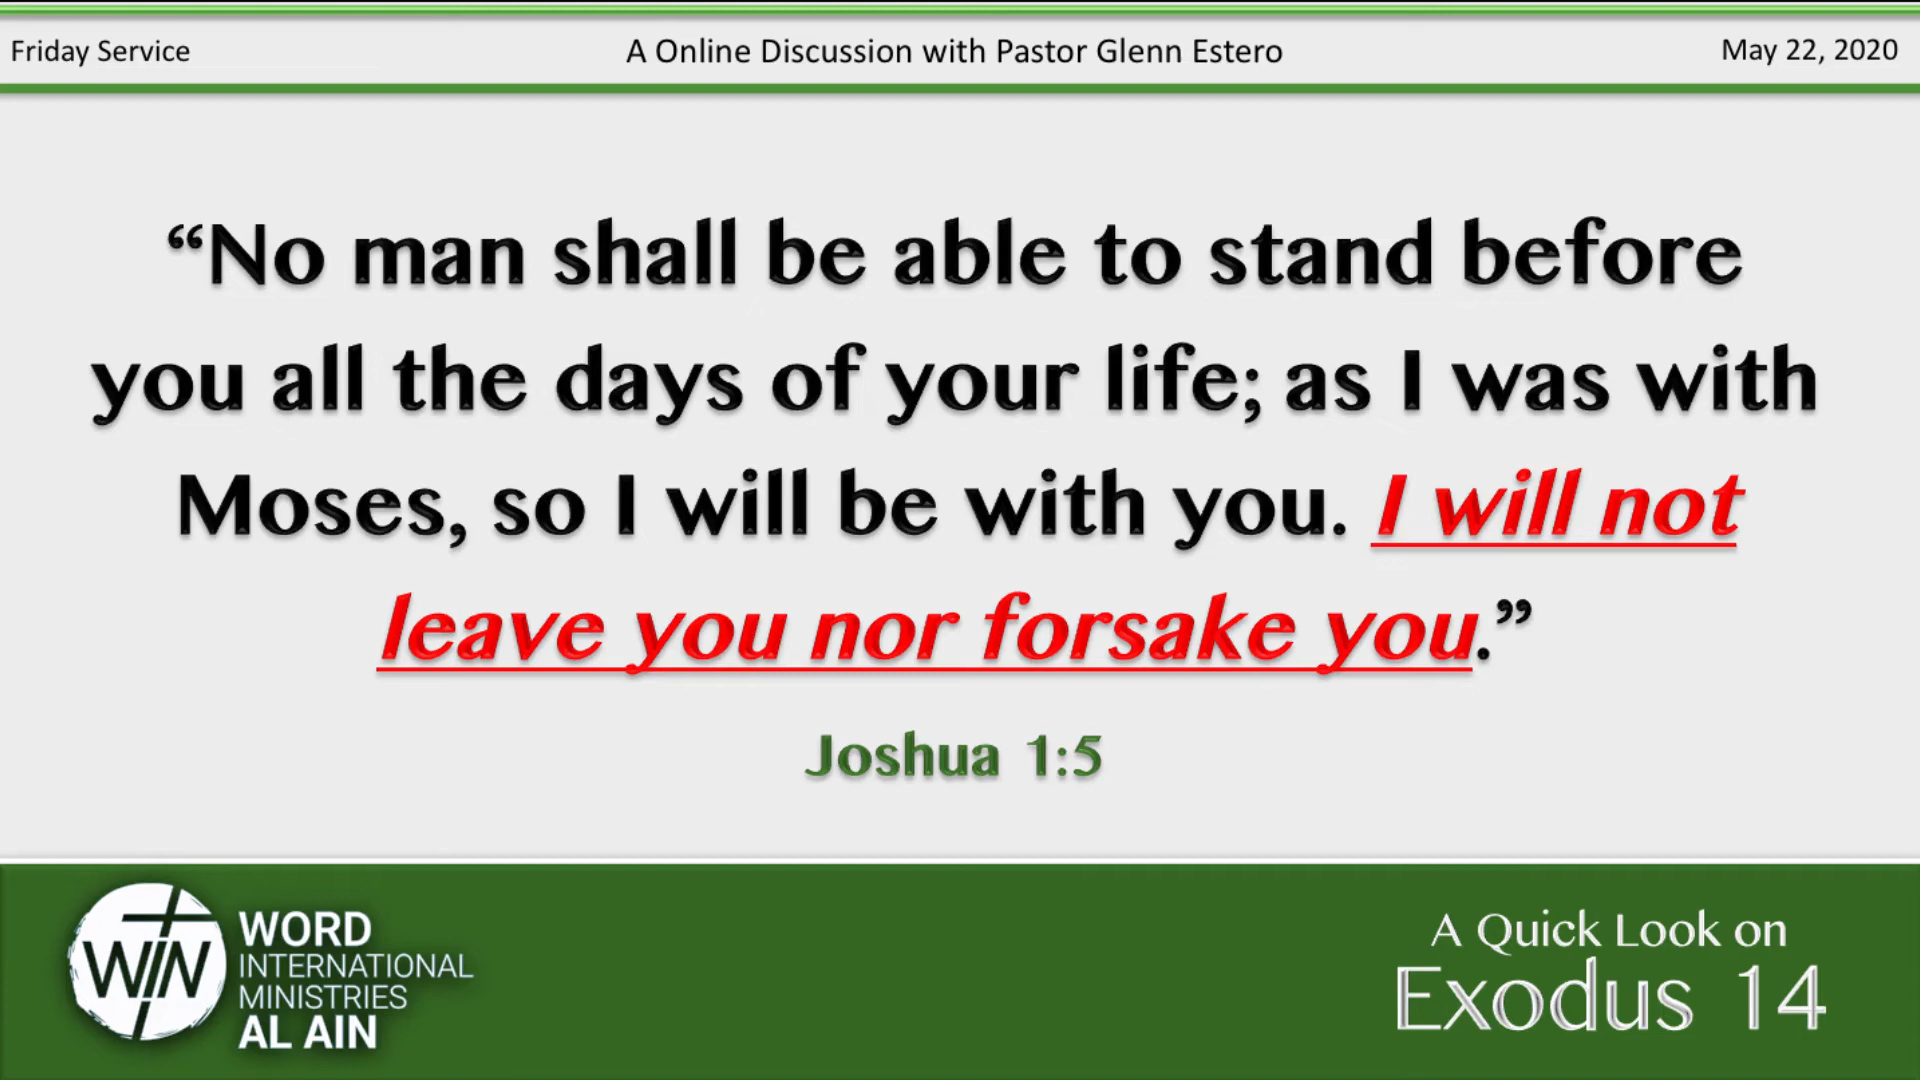 Friday Service
A Online Discussion with Pastor Glenn Estero
May 22, 2020
“No man shall be able to stand before
you all the days of your life; as I was with
Moses, so I will be with you. I will not
leave you nor forsake you.”
Joshua 1:5
WIN
WORD
INTERNATIONAL
MINISTRIES
AL AIN
A Quick Look on
Exodus 14